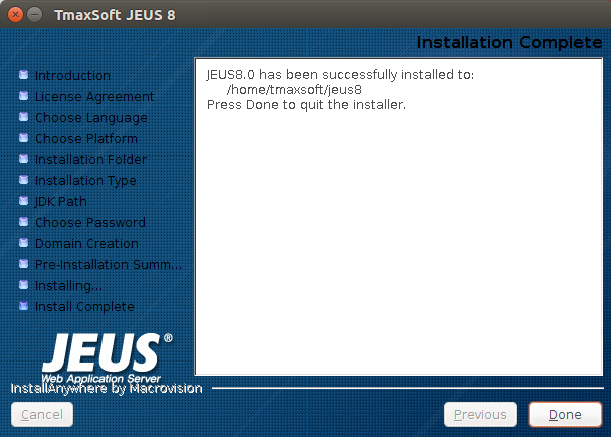 TmaxSoft JEUS 8
Installation Complete
Introduction
License Agreement
Choose Language
Choose Platform
Installation Folder
Installation Type
JDK Path
Choose Password
Domain Creation
Pre-Installation Summ...
Installing...
Install Complete
JEUS8.0 has been successfully installed to:
/home/tmaxsoft/jeus8
Press Done to quit the installer.
JEUS®
Web Application Server
InstallAnywhere by Macrovision
Cancel
Previous
Done